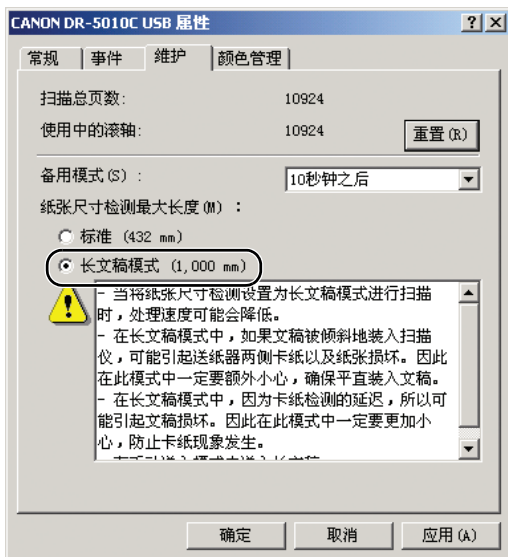 CANON DR-5010C USB 属性
常规 事件 维护 颜色管理
扫描总页数: 10924
使用中的滚轴: 10924 重置(R)
备用模式(S) : 10秒钟之后
纸张尺寸检测最大长度(M) :
标准 (432 mm)
长文稿模式 (1,000 mm)
- 当将纸张尺寸检测设置为长文稿模式进行扫描
时,处理速度可能会降低。
- 在长文稿模式中,如果文稿被倾斜地装入扫描
仪,可能引起送纸器两侧卡纸以及纸张损坏。因此
在此模式中一定要额外小心,确保平直装入文稿。
- 在长文稿模式中,因为卡纸检测的延迟,所以可
能引起文稿损坏。因此在此模式中一定要更加小
心,防止卡纸现象发生。
确定 取消 应用(A)